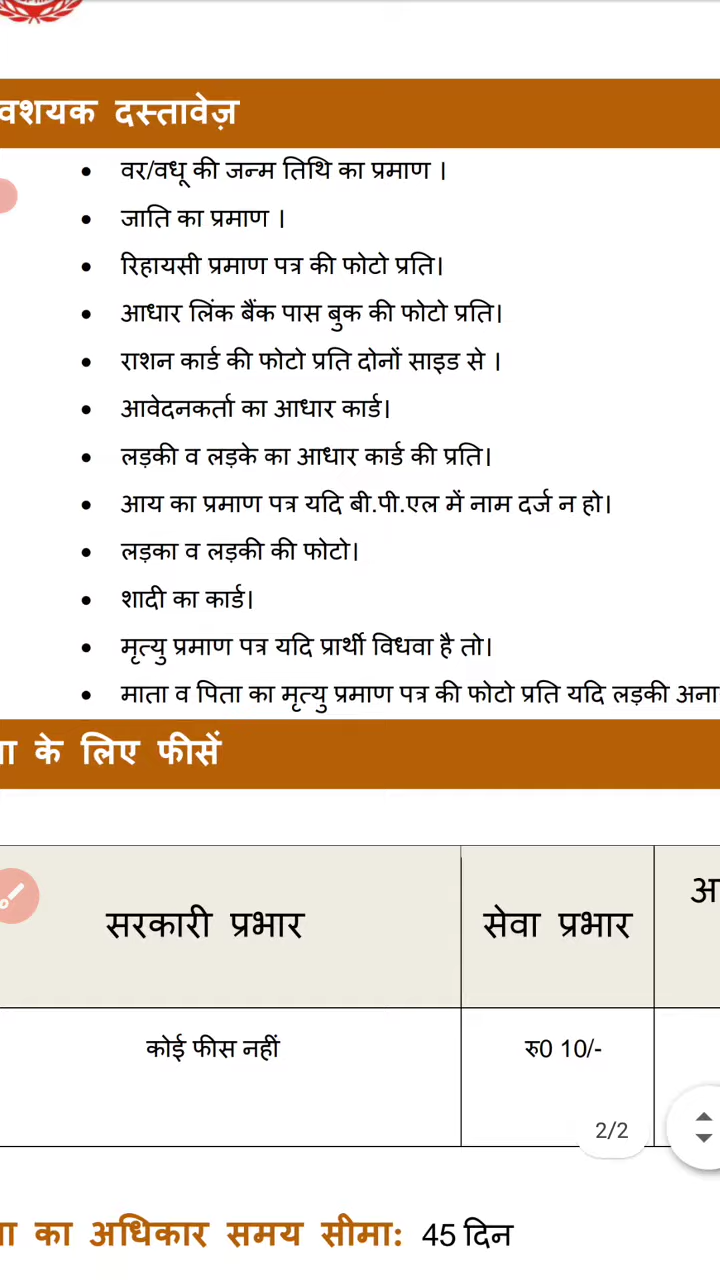 वशयक दस्तावेज़
• वर/वधू की जन्म तिथि का प्रमाण ।
• जाति का प्रमाण ।
• रिहायसी प्रमाण पत्र की फोटो प्रति।
• आधार लिंक बैंक पास बुक की फोटो प्रति।
• राशन कार्ड की फोटो प्रति दोनों साइड से ।
• आवेदनकर्ता का आधार कार्ड।
• लड़की व लड़के का आधार कार्ड की प्रति।
• आय का प्रमाण पत्र यदि बी.पी.एल में नाम दर्ज न हो।
• लड़का व लड़की की फोटो।
• शादी का कार्ड।
• मृत्यु प्रमाण पत्र यदि प्रार्थी विधवा है तो।
• माता व पिता का मृत्यु प्रमाण पत्र की फोटो प्रति यदि लड़की अना
के लिए फीसें
सरकारी प्रभार सेवा प्रभार
कोई फीस नहीं रु0 10/-
2/2
का अधिकार समय सीमा: 45 दिन